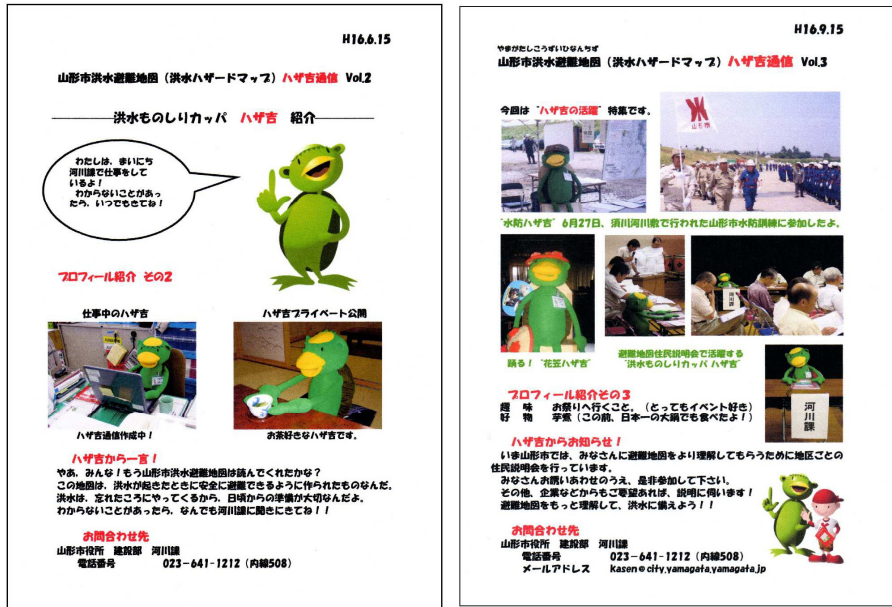 H16.6.15
山形市洪水避難地図（洪水ハザードマップ）ハザ吉通信 Vol.2
洪水ものしりカッパ ハザ吉 紹介
わたしは、まいにち
河川課で仕事をして
いるよ！
わからないことがあっ
たら、いつでもきてね！
プロフィール紹介 その2
仕事中のハザ吉
ハザ吉プライベート公開
ハザ吉通信作成中！
お茶好きなハザ吉です。
ハザ吉から一言！
やあ、みんな！もう山形市洪水避難地図は読んでくれたかな？
この地図は、洪水が起きたときに安全に避難できるように作られたものなんだ。
洪水は、忘れたころにやってくるから、日頃からの準備が大切なんだよ。
わからないことがあったら、なんでも河川課に聞きにきてね！！
お問合わせ先
山形市役所 建設部 河川課
電話番号 023-641-1212（内線508）
H16.9.15
やまがたしこうずいひなんちず
山形市洪水避難地図（洪水ハザードマップ）ハザ吉通信 Vol.3
今回は“ハザ吉の活躍”特集です。
山形市
“水防ハザ吉” 6月27日、須川河川敷で行われた山形市水防訓練に参加したよ。
河川課
踊る！“花笠ハザ吉”
避難地図住民説明会で活躍する
“洪水ものしりカッパ ハザ吉”
河川課
プロフィール紹介その3
趣 味 お祭りへ行くこと。（とってもイベント好き）
好 物 芋煮（この前、日本一の大鍋でも食べたよ！）
ハザ吉からお知らせ！
いま山形市では、みなさんに避難地図をより理解してもらうために地区ごとの
住民説明会を行っています。
みなさんお誘いあわせのうえ、是非参加して下さい。
その他、企業などからもご要望あれば、説明に伺います！
避難地図をもっと理解して、洪水に備えよう！！
お問合わせ先
山形市役所 建設部 河川課
電話番号 023-641-1212（内線508）
メールアドレス kasen@city.yamagata.yamagata.jp